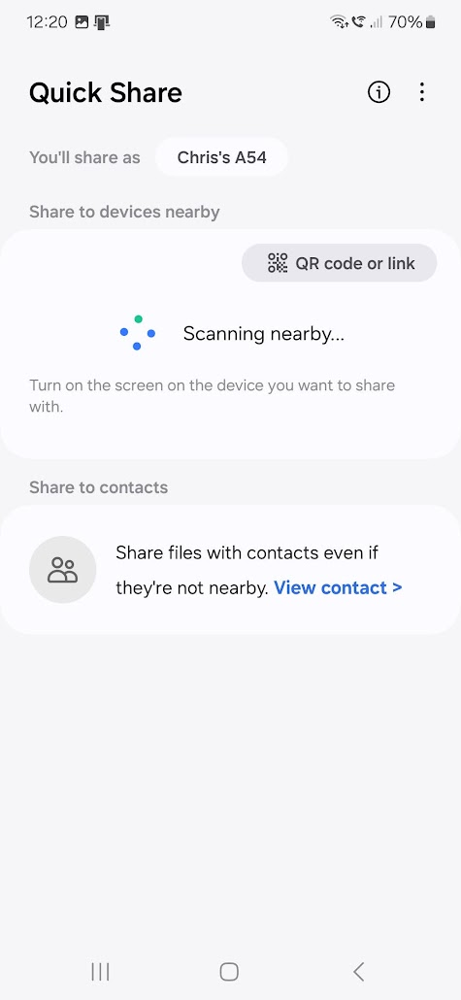 12:20 70%
Quick Share
You'll share as Chris's A54
Share to devices nearby
QR code or link
Scanning nearby...
Turn on the screen on the device you want to share
with.
Share to contacts
Share files with contacts even if
they're not nearby. View contact >